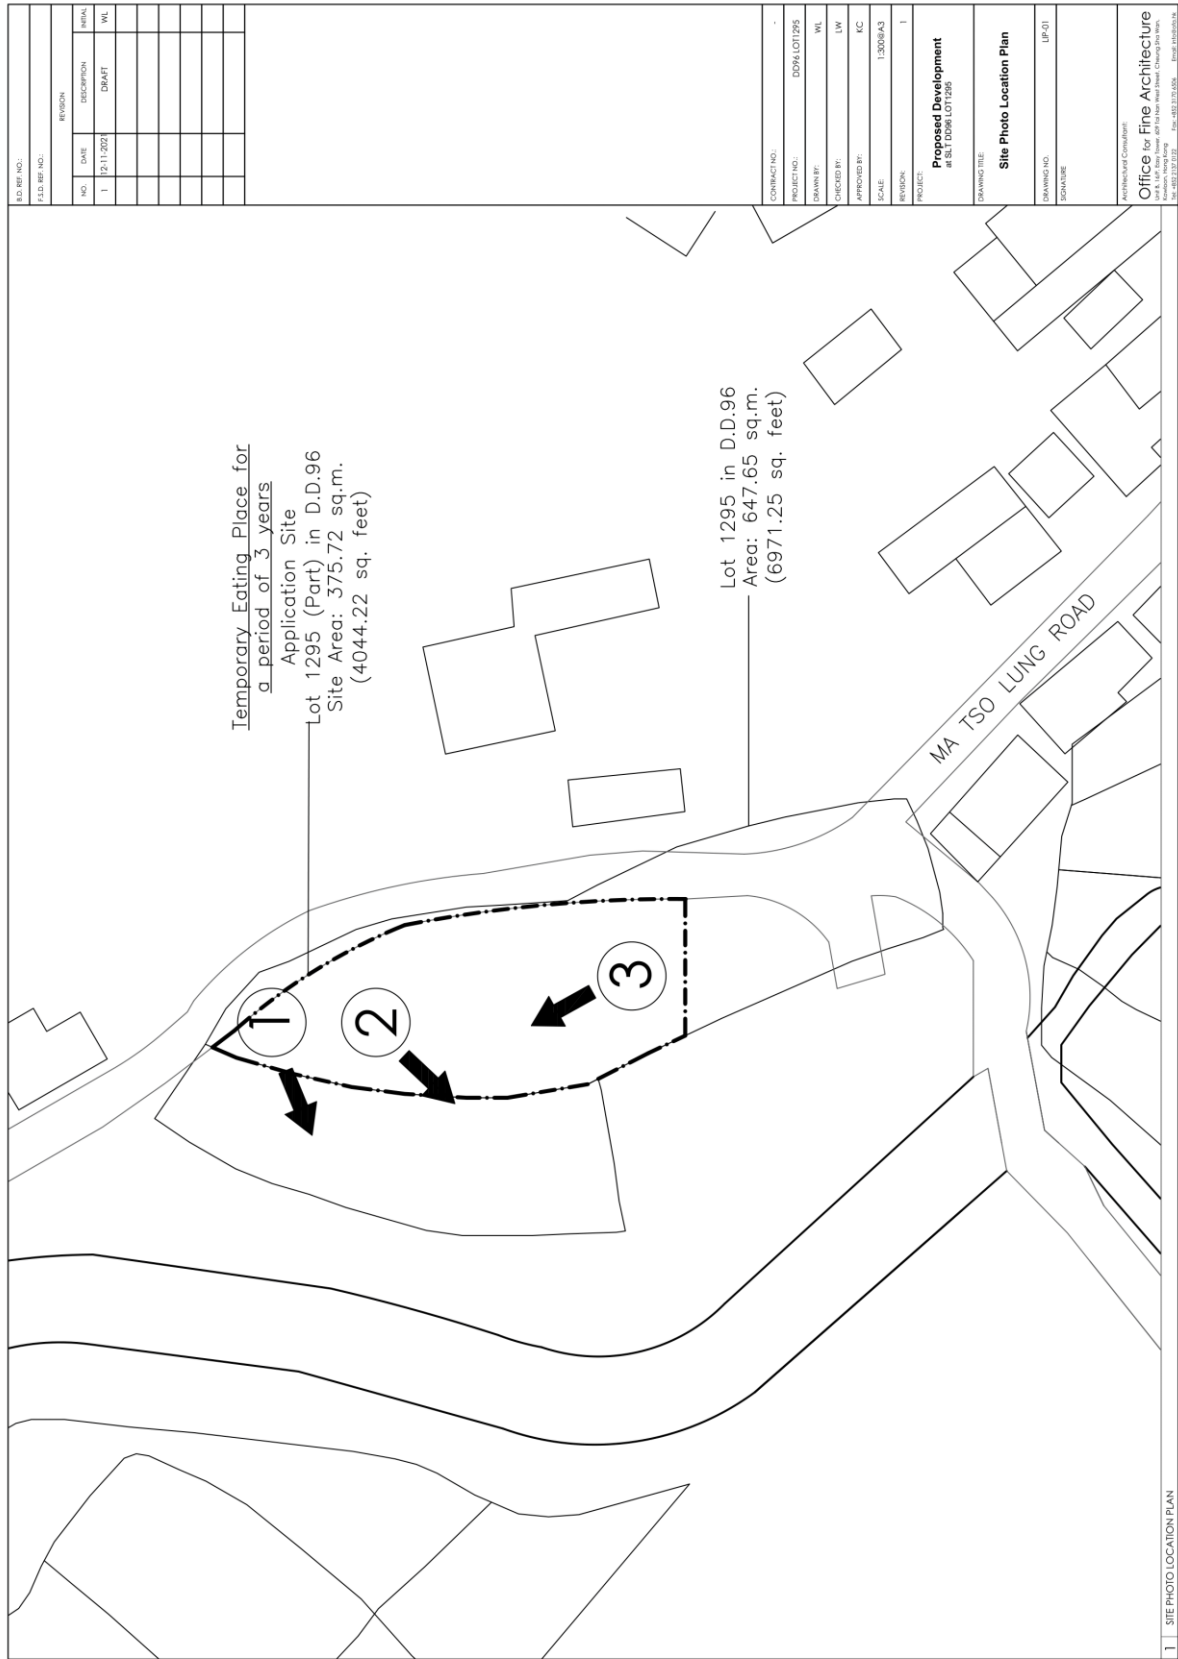 Temporary Eating Place for
a period of 3 years
Application Site
Lot 1295 (Part) in D.D.96
Site Area: 375.72 sq.m.
(4044.22 sq. feet)
Lot 1295 in D.D.96
Area: 647.65 sq.m.
(6971.25 sq. feet)
MA TSO LUNG ROAD
1
2
3
B.D. REF. NO.:
F.S.D. REF. NO.:
REVISION
NO. DATE DESCRIPTION INITIAL
1 12-11-2021 DRAFT WL
CONTRACT NO.: -
PROJECT NO.: DD96 LOT1295
DRAWN BY: WL
CHECKED BY: LW
APPROVED BY: KC
SCALE: 1:300@A3
REVISION: 1
PROJECT:
Proposed Development
at SLT DD96 LOT1295
DRAWING TITLE:
Site Photo Location Plan
DRAWING NO. LIP-01
SIGNATURE
Architectural Consultant:
Office for Fine Architecture
Kowloon, Hong Kong
1 SITE PHOTO LOCATION PLAN